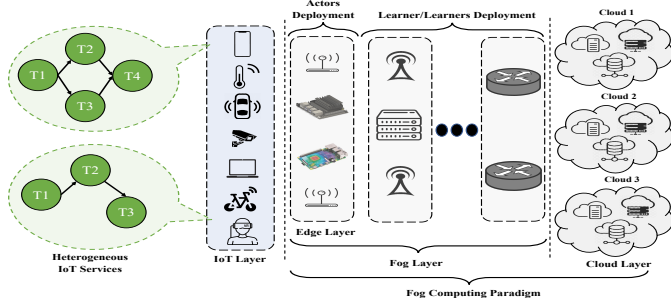 Actors
Deployment
Learner/Learners Deployment
Cloud 1
T2
T1
T4
T3
Cloud 2
T2
T1
T3
Cloud 3
Edge Layer
Heterogeneous
IoT Services
IoT Layer
Fog Layer
Cloud Layer
Fog Computing Paradigm